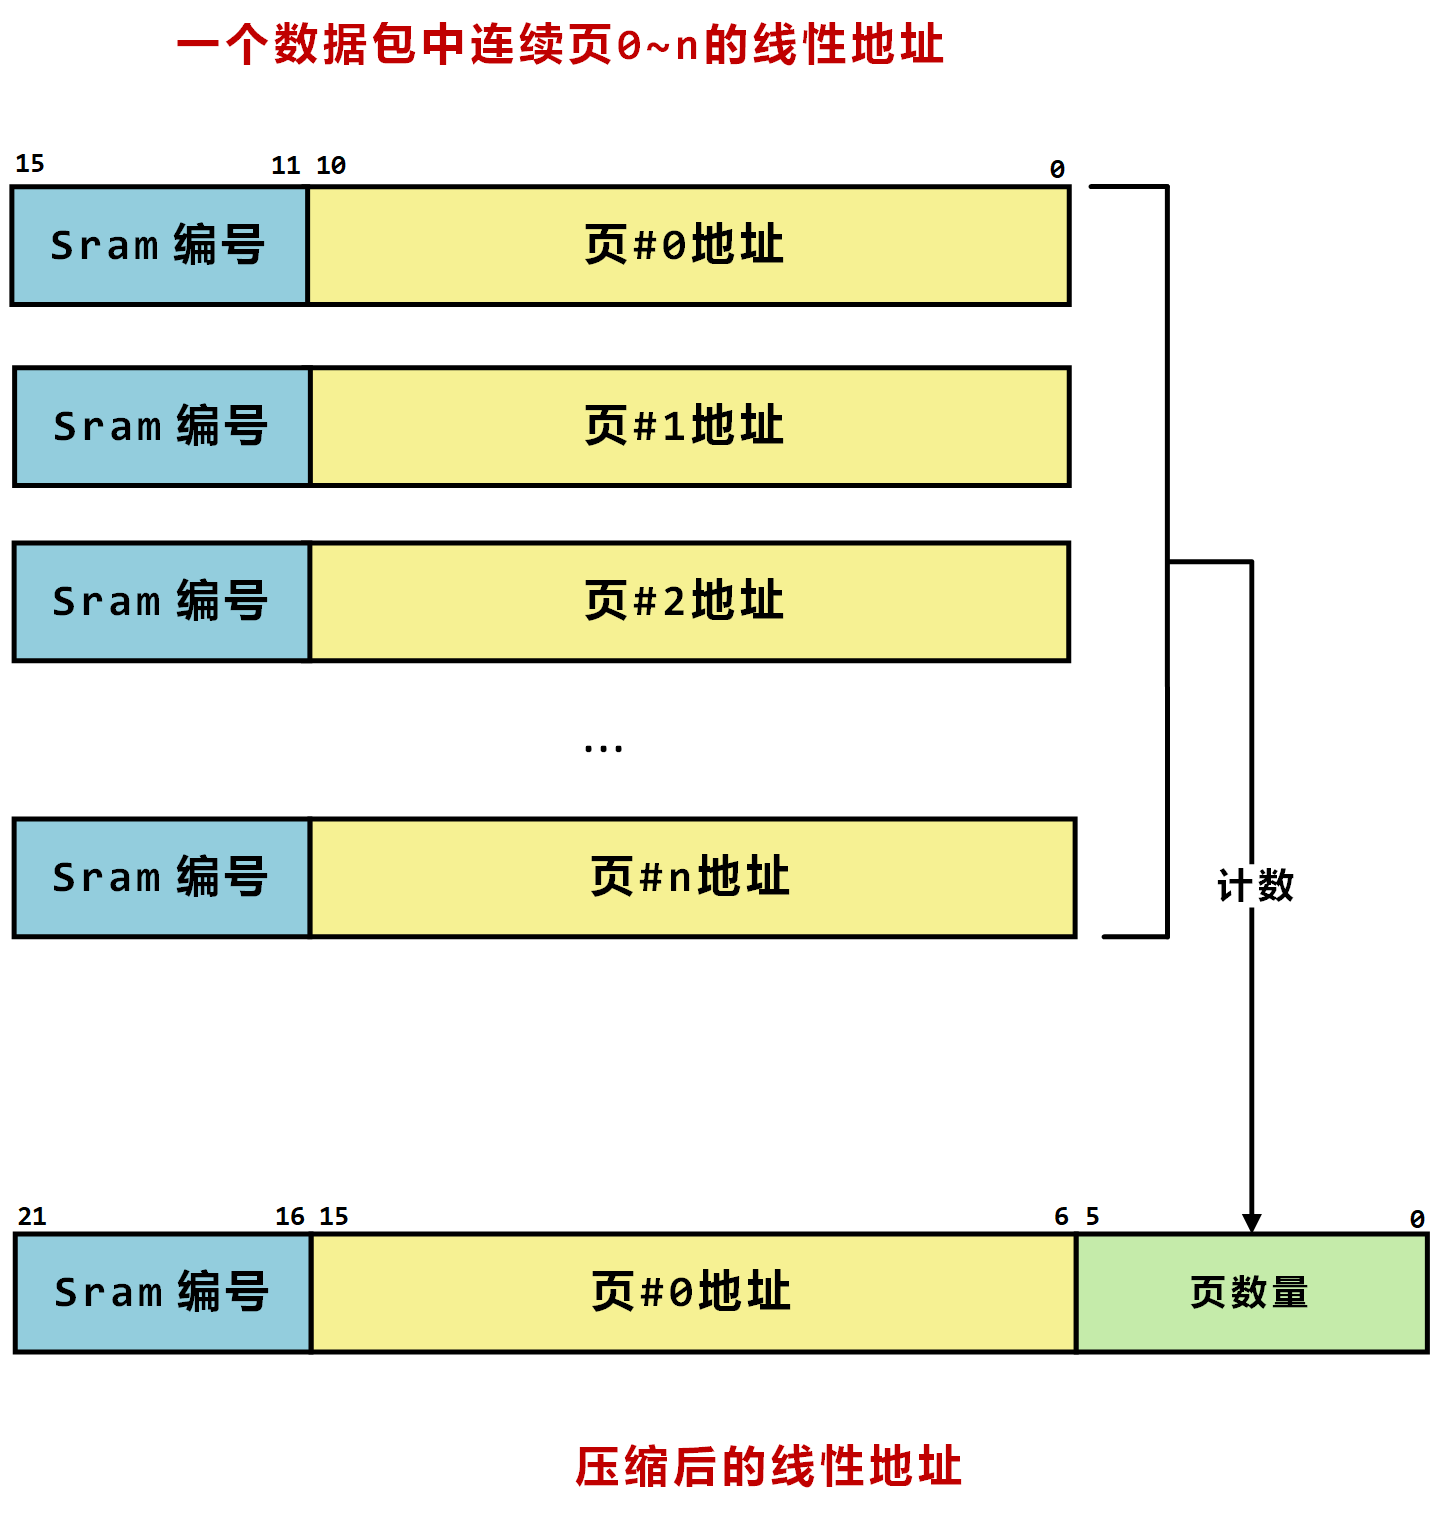 一个数据包中连续页0~n的线性地址
15 11 10 0
Sram 编号 页#0地址
Sram 编号 页#1地址
Sram 编号 页#2地址
...
Sram 编号 页#n地址
计数
21 16 15 6 5 0
Sram 编号 页#0地址 页数量
压缩后的线性地址